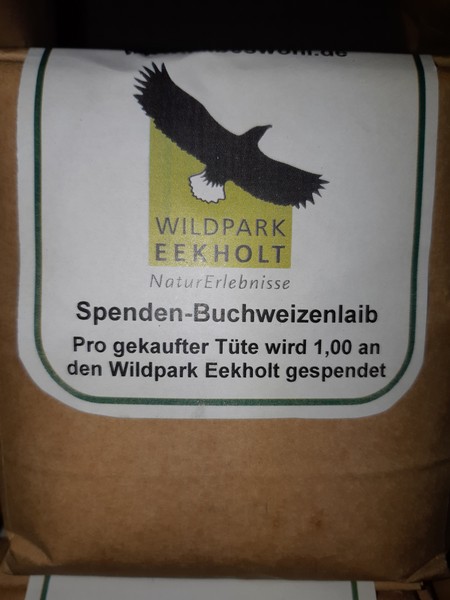 WILDPARK
EEKHOLT
NaturErlebnisse
Spenden-Buchweizenlaib
Pro gekaufter Tüte wird 1,00 an
den Wildpark Eekholt gespendet